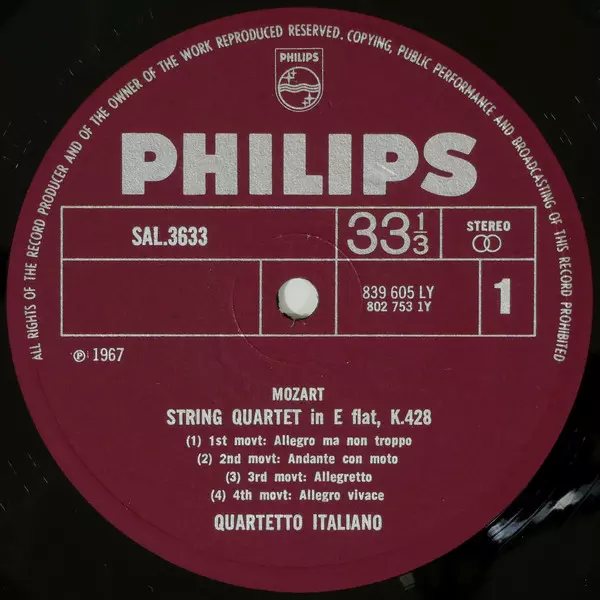 ALL RIGHTS OF THE RECORD PRODUCER AND OF THE OWNER OF THE WORK REPRODUCED RESERVED. COPYING, PUBLIC PERFORMANCE AND BROADCASTING OF THIS RECORD PROHIBITED
PHILIPS
PHILIPS
SAL.3633
33 1/3
STEREO
839 605 LY
802 753 1Y
1
℗ 1967
MOZART
STRING QUARTET in E flat, K.428
(1) 1st movt: Allegro ma non troppo
(2) 2nd movt: Andante con moto
(3) 3rd movt: Allegretto
(4) 4th movt: Allegro vivace
QUARTETTO ITALIANO